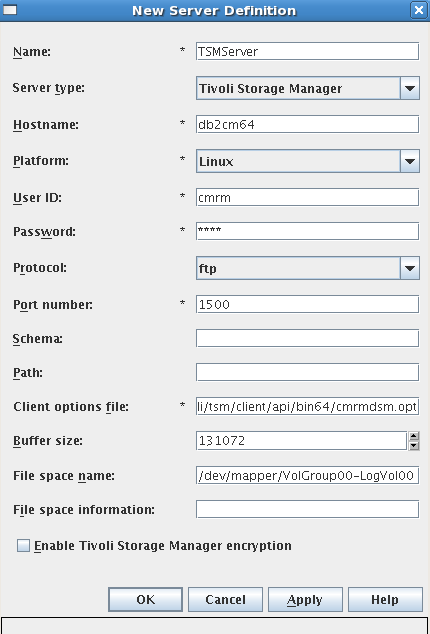 New Server Definition
Name: * TSMServer
Server type: Tivoli Storage Manager
Hostname: * db2cm64
Platform: * Linux
User ID: * cmrm
Password: * ****
Protocol: ftp
Port number: * 1500
Schema:
Path:
Client options file: * li/tsm/client/api/bin64/cmrmdsm.opt
Buffer size: 131072
File space name: /dev/mapper/VolGroup00-LogVol00
File space information:
Enable Tivoli Storage Manager encryption
OK Cancel Apply Help